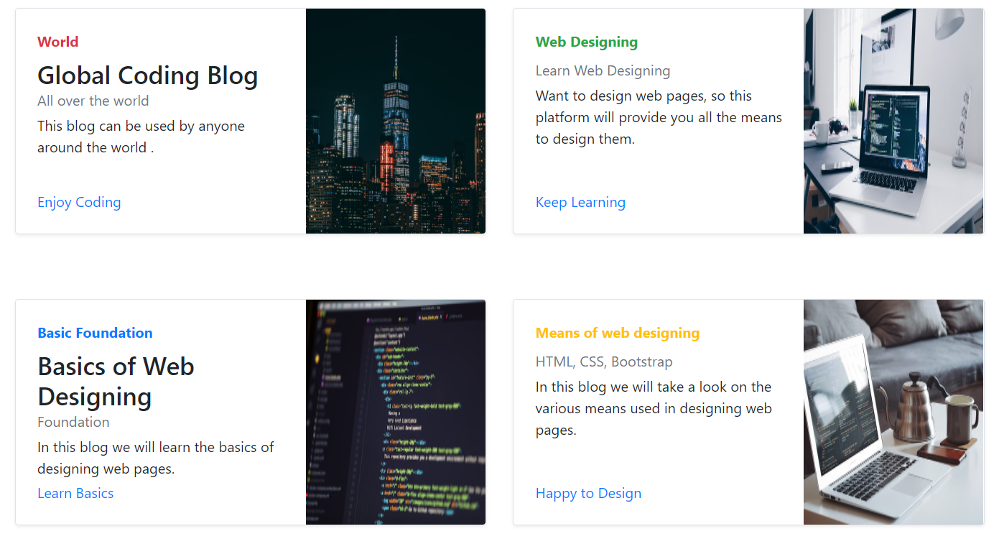 World
Global Coding Blog
All over the world
This blog can be used by anyone
around the world .
Enjoy Coding
Web Designing
Learn Web Designing
Want to design web pages, so this
platform will provide you all the means
to design them.
Keep Learning
Basic Foundation
Basics of Web
Designing
Foundation
In this blog we will learn the basics of
designing web pages.
Learn Basics
Means of web designing
HTML, CSS, Bootstrap
In this blog we will take a look on the
various means used in designing web
pages.
Happy to Design